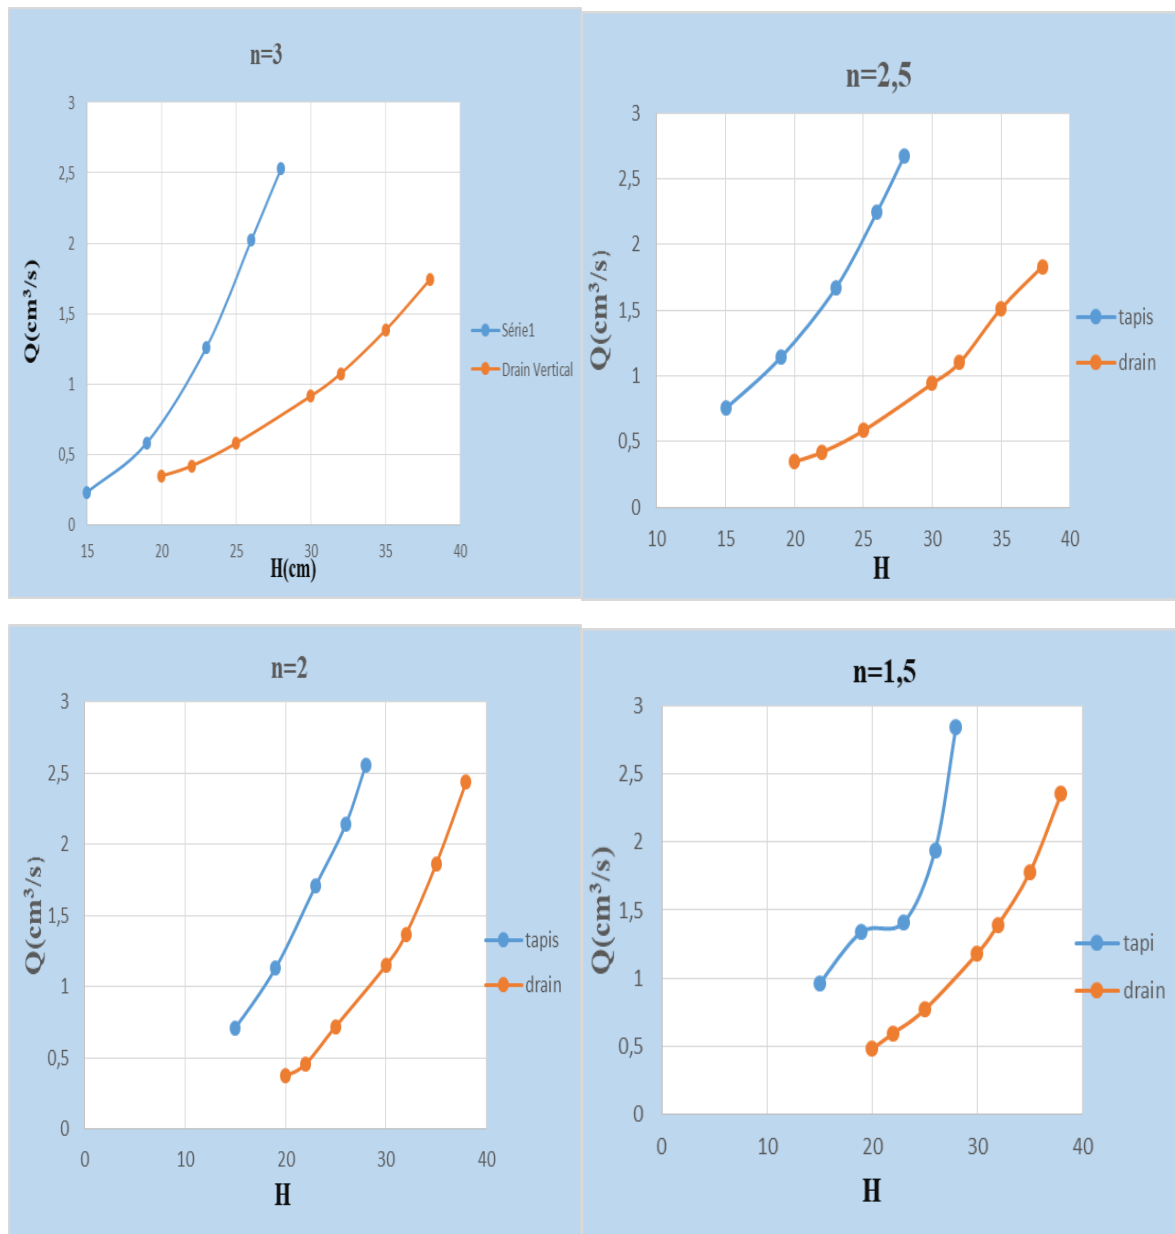 n=3
3
2,5
2
1,5
1
0,5
0
15 20 25 30 35 40
Q(cm³/s)
H(cm)
Série1
Drain Vertical
n=2,5
3
2,5
2
1,5
1
0,5
0
10 15 20 25 30 35 40
Q(cm³/s)
H
tapis
drain
n=2
3
2,5
2
1,5
1
0,5
0
0 10 20 30 40
Q(cm³/s)
H
tapis
drain
n=1,5
3
2,5
2
1,5
1
0,5
0
0 10 20 30 40
Q(cm³/s)
H
tapi
drain